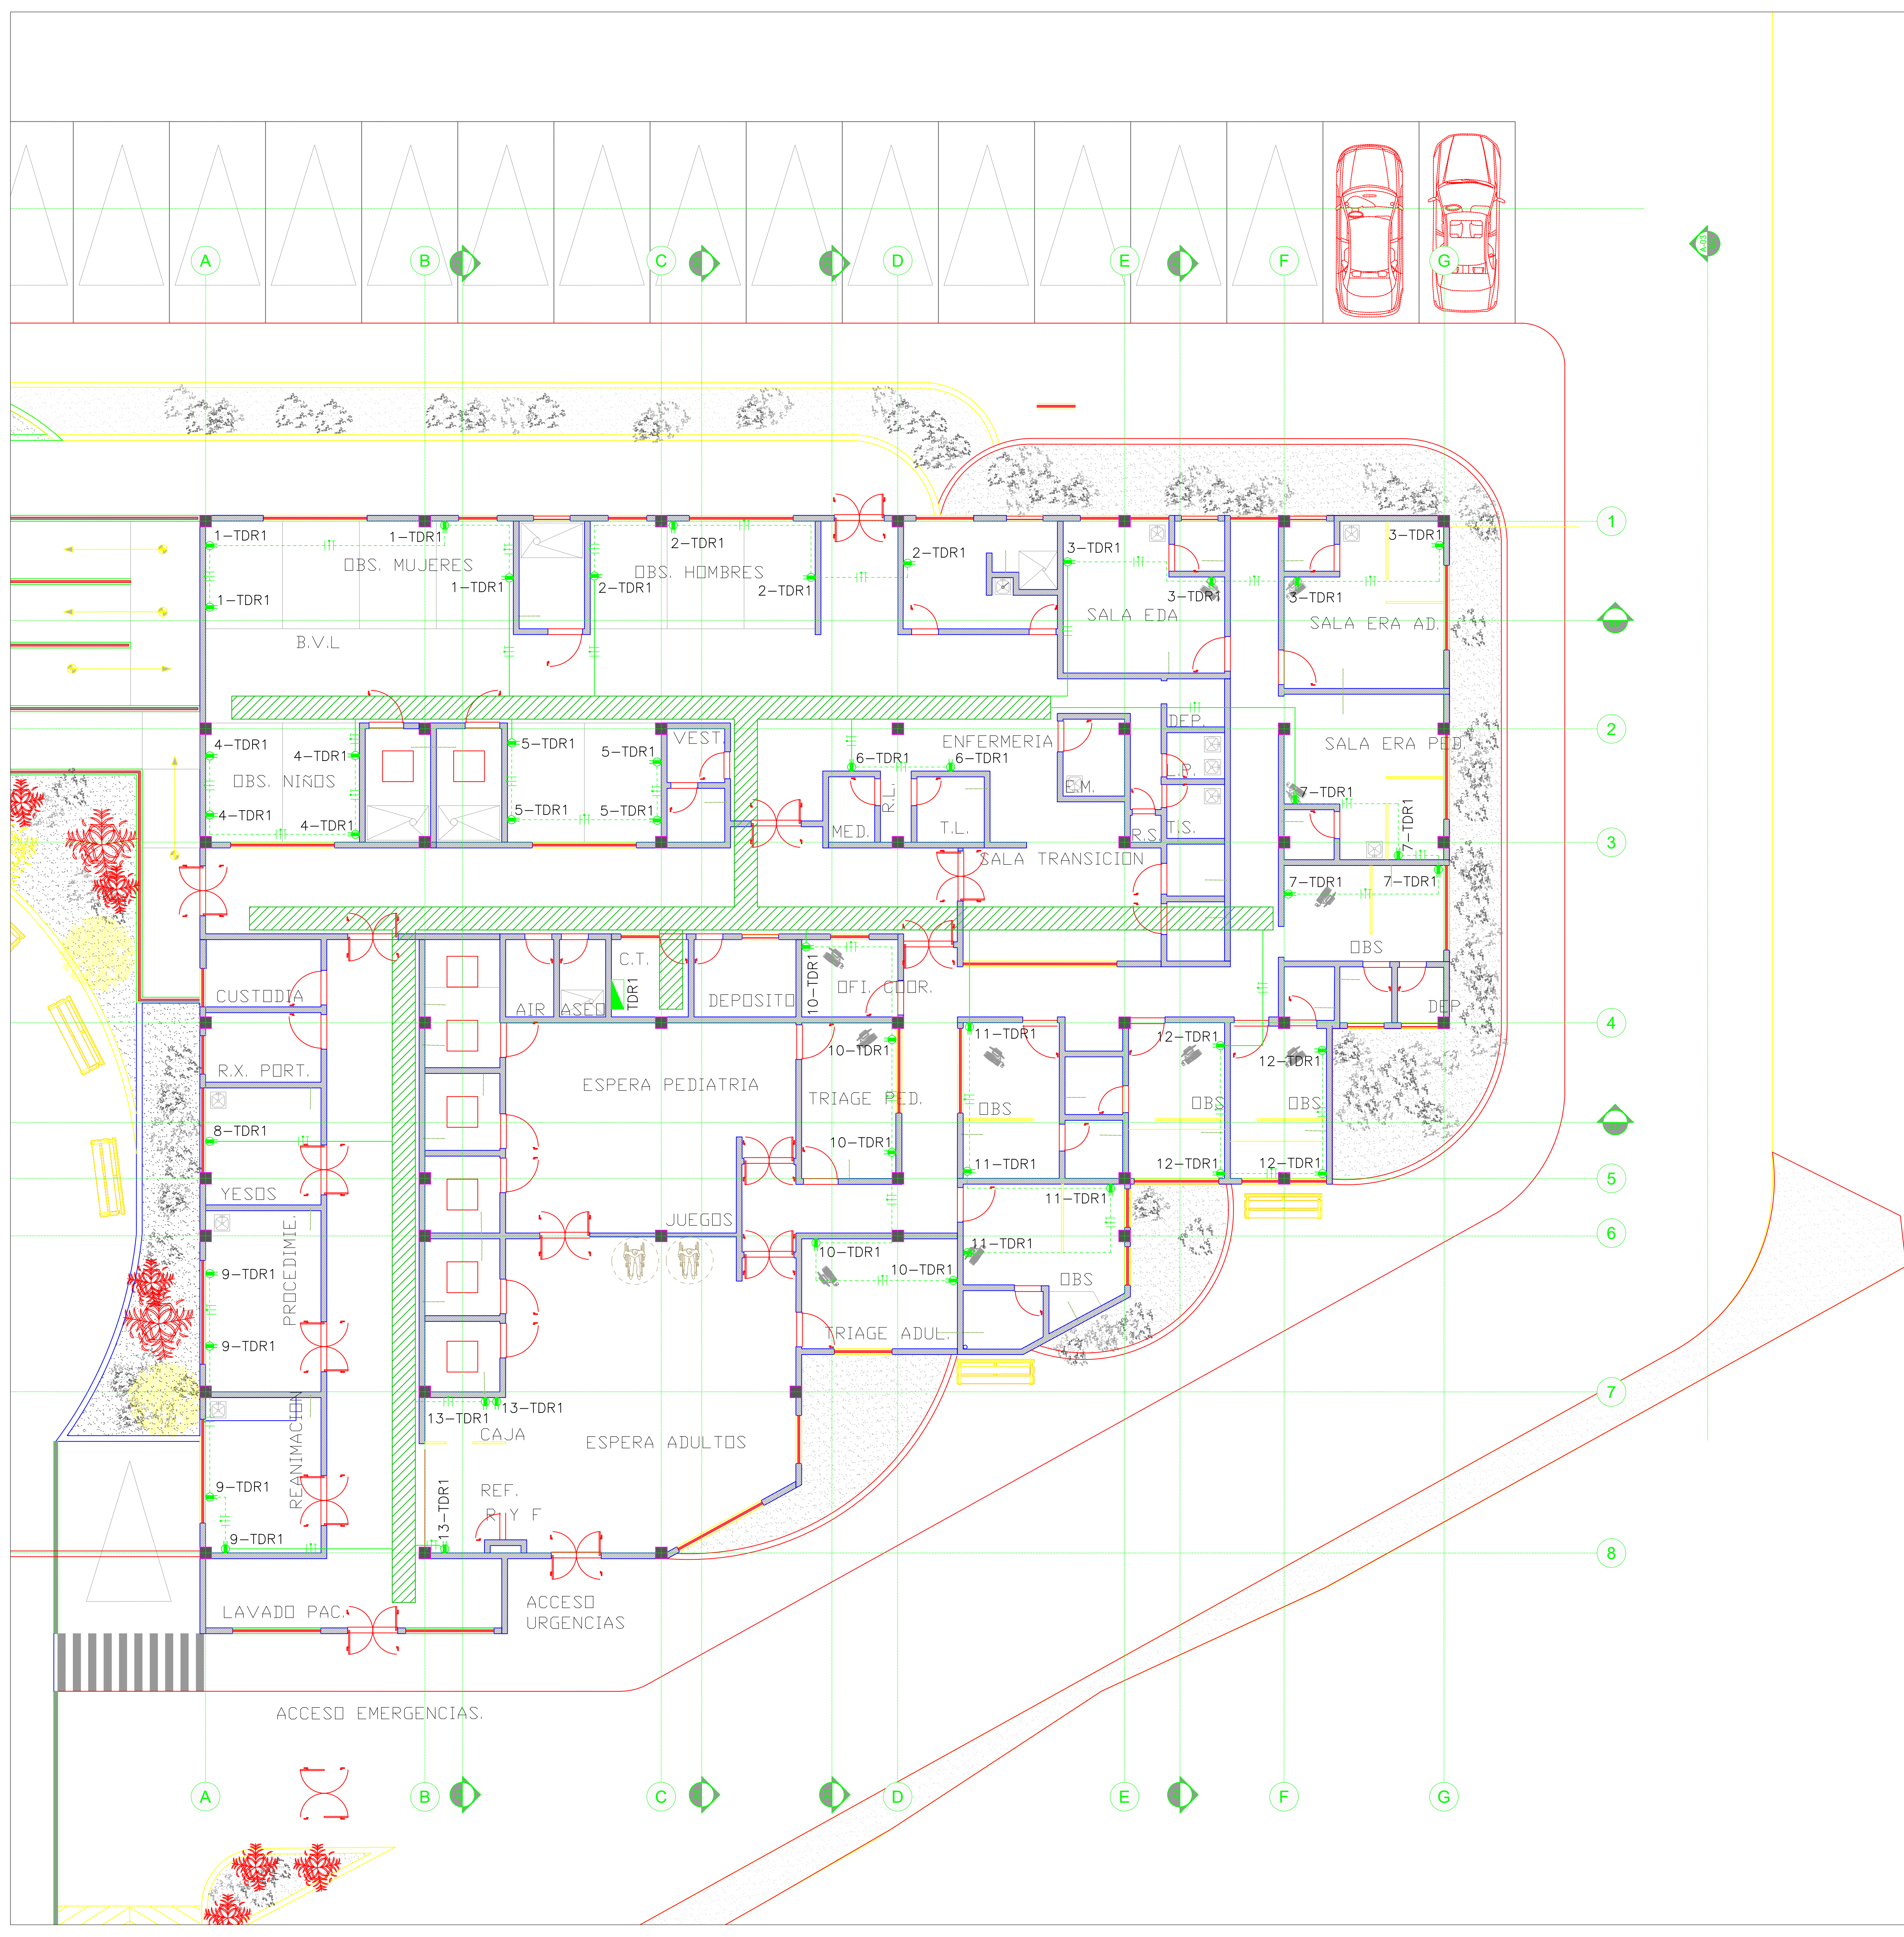 A-03
A
B
C
D
E
F
G
1-TDR1
1-TDR1
2-TDR1
2-TDR1
3-TDR1
3-TDR1
1
OBS. MUJERES
OBS. HOMBRES
1-TDR1
2-TDR1
2-TDR1
3-TDR1
3-TDR1
1-TDR1
SALA EDA
SALA ERA AD.
B.V.L
DEP.
2
VEST.
ENFERMERIA
SALA ERA PED.
4-TDR1
4-TDR1
5-TDR1
5-TDR1
6-TDR1
6-TDR1
OBS. NIÑOS
E.M.
R.L.
7-TDR1
4-TDR1
4-TDR1
5-TDR1
5-TDR1
MED.
T.L.
R.S.
T.S.
7-TDR1
3
SALA TRANSICION
7-TDR1
7-TDR1
OBS
C.T.
CUSTODIA
AIR
ASEO
TDR1
DEPOSITO
10-TDR1
OFI. COOR.
DEP
4
11-TDR1
12-TDR1
10-TDR1
12-TDR1
R.X. PORT.
ESPERA PEDIATRIA
TRIAGE PED.
OBS
OBS
OBS
8-TDR1
10-TDR1
11-TDR1
12-TDR1
12-TDR1
5
YESOS
11-TDR1
JUEGOS
PROCEDIMIE.
6
10-TDR1
11-TDR1
9-TDR1
10-TDR1
OBS
TRIAGE ADUL.
9-TDR1
7
13-TDR1
13-TDR1
CAJA
ESPERA ADULTOS
REANIMACION
9-TDR1
REF.
R Y F
13-TDR1
9-TDR1
8
LAVADO PAC.
ACCESO
URGENCIAS
ACCESO EMERGENCIAS.
A
B
C
D
E
F
G